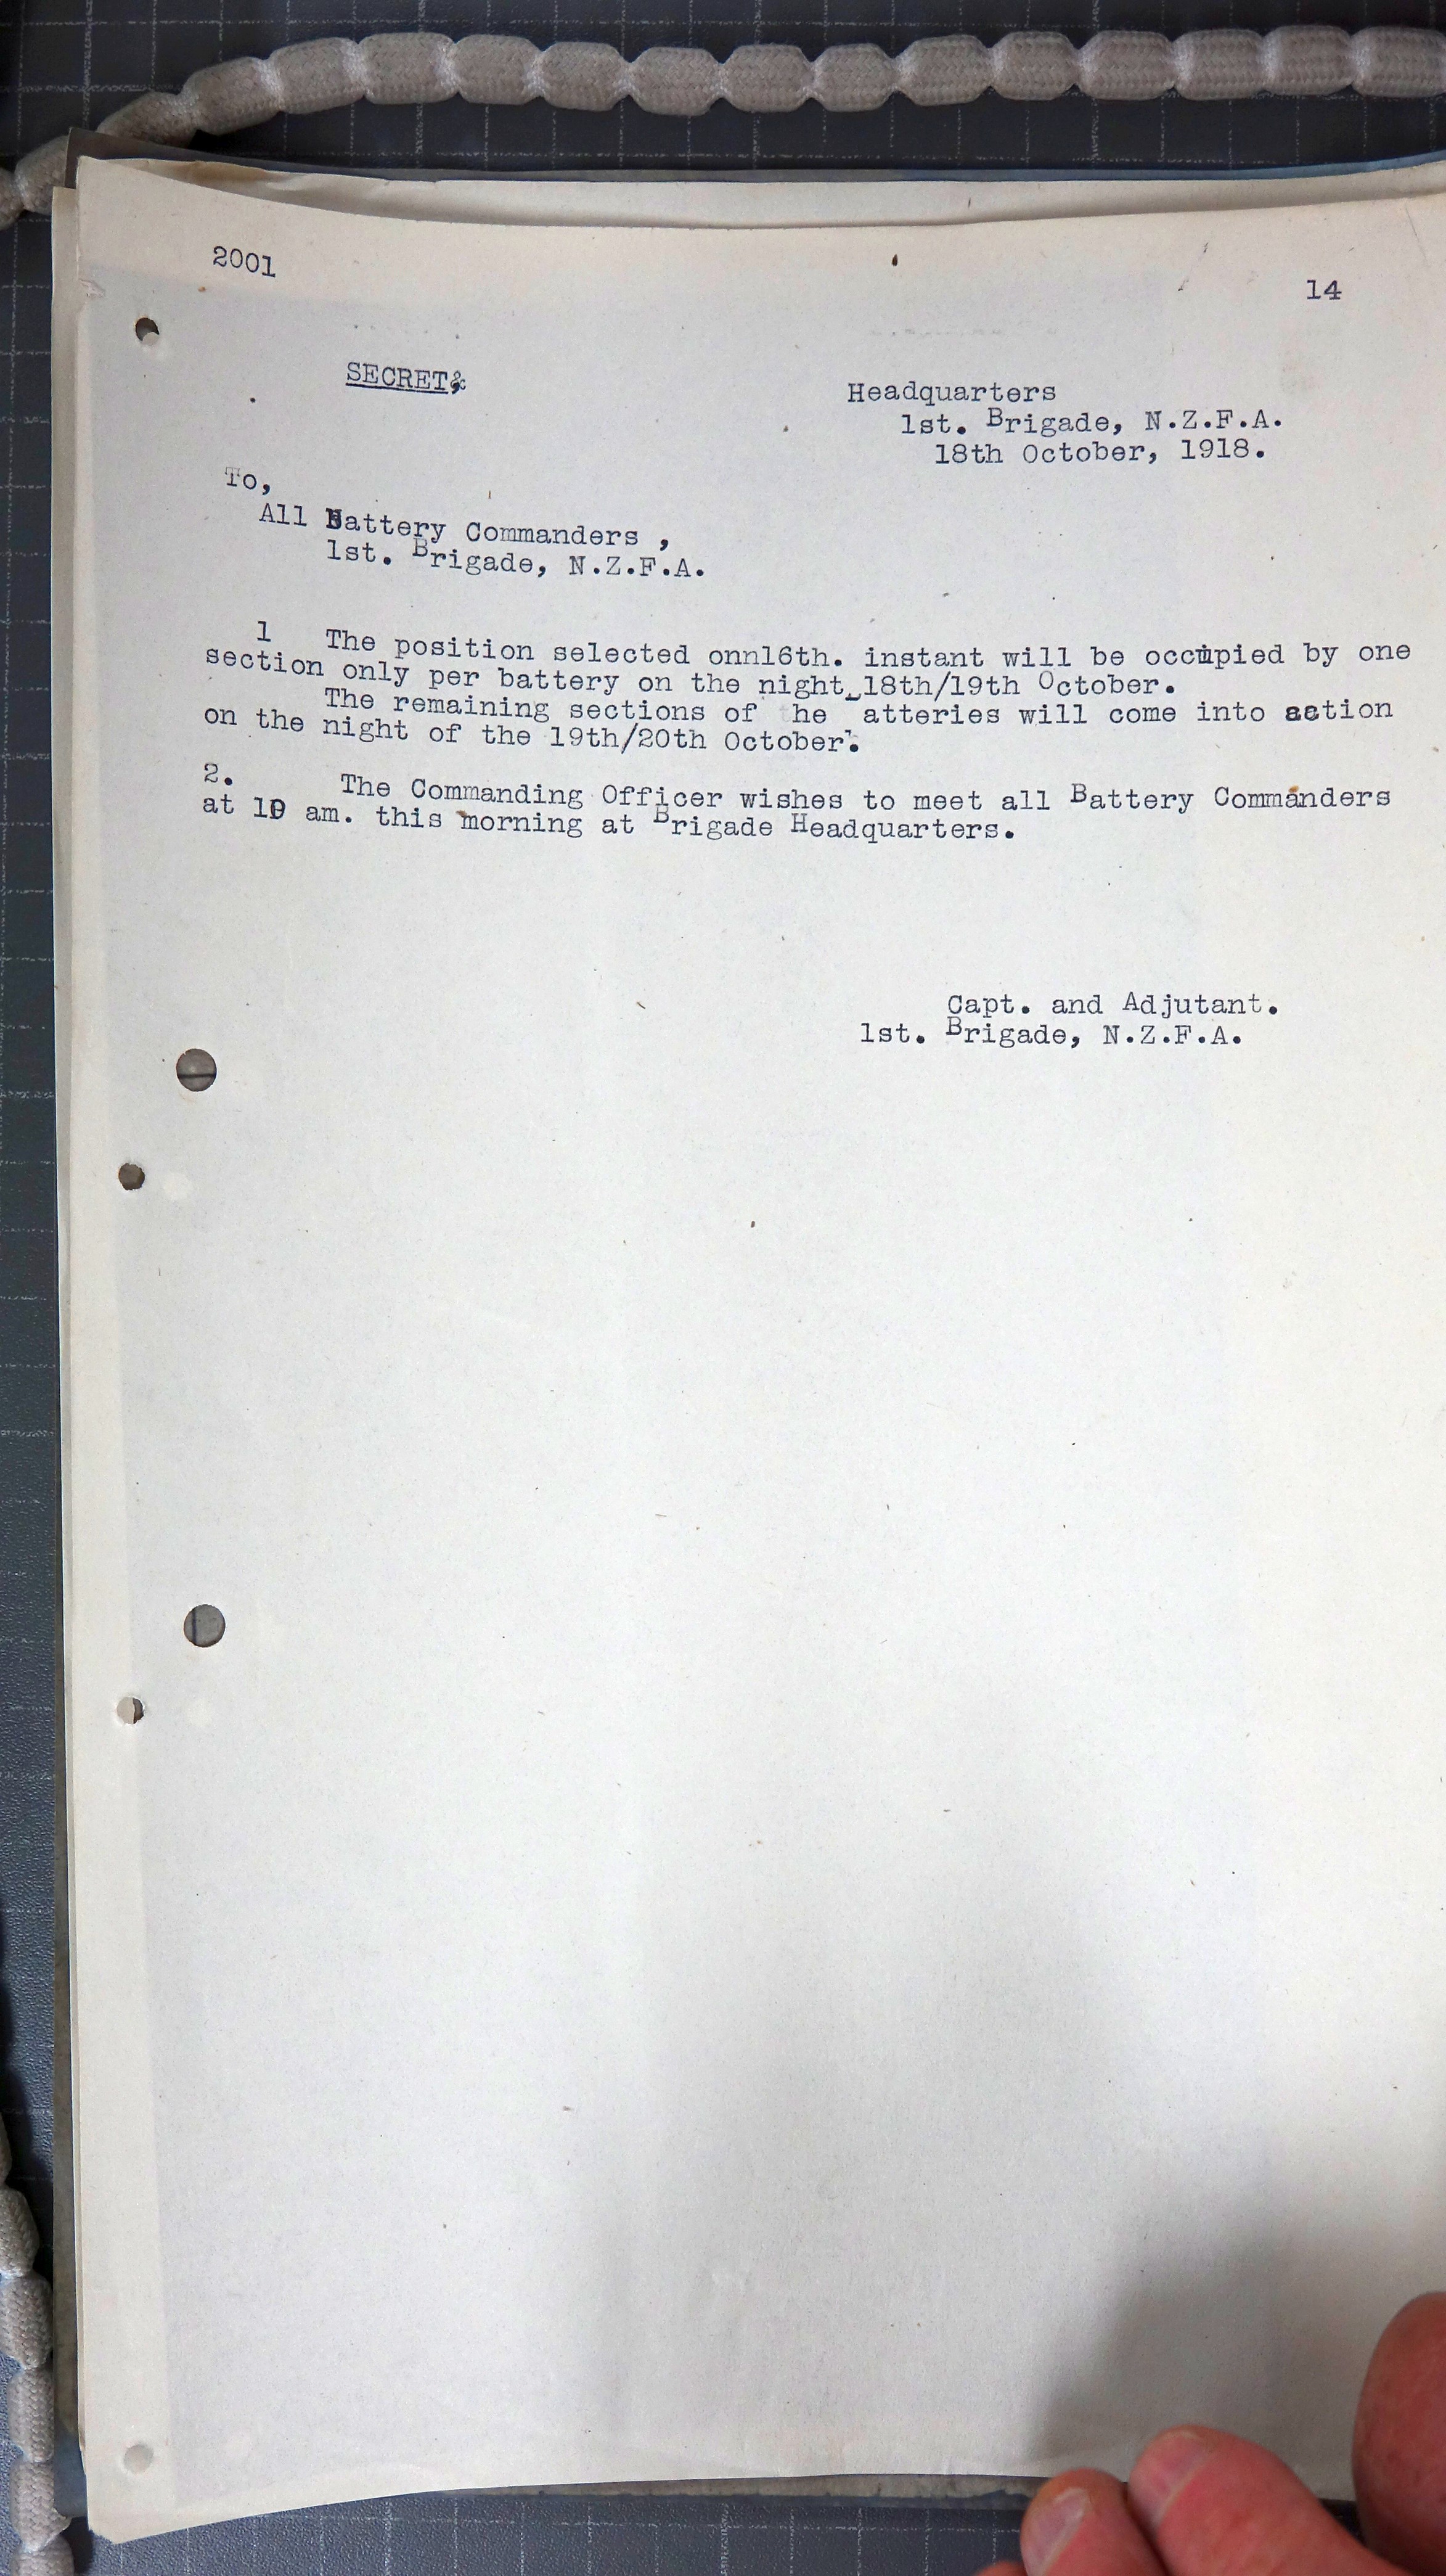 2001
14
SECRET&
Headquarters
1st. Brigade, N.Z.F.A.
18th October, 1918.
To,
All Battery Commanders ,
1st. Brigade, N.Z.F.A.
1 The position selected onn16th. instant will be occupied by one
section only per battery on the night 18th/19th October.
The remaining sections of he atteries will come into action
on the night of the 19th/20th October.
2. The Commanding Officer wishes to meet all Battery Commanders
at am. this morning at Brigade Headquarters.
Capt. and Adjutant.
1st. Brigade, N.Z.F.A.